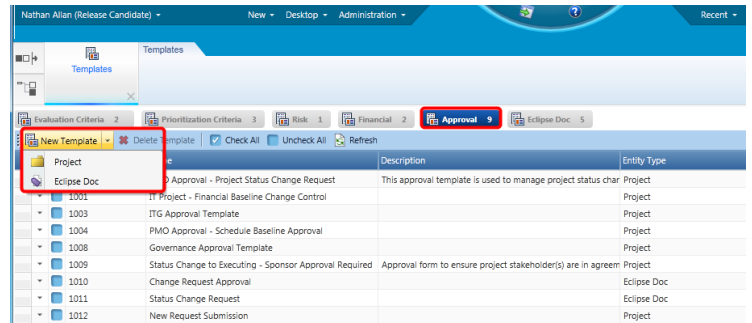 Nathan Allan (Release Candidate) New Desktop Administration Recent
Templates
Templates
Evaluation Criteria 2 Prioritization Criteria 3 Risk 1 Financial 2 Approval 9 Eclipse Doc 5
New Template Delete Template Check All Uncheck All Refresh
Description Entity Type
Project
Eclipse Doc
Approval - Project Status Change Request This approval template is used to manage project status char Project
1001 IT Project - Financial Baseline Change Control Project
1003 ITG Approval Template Project
1004 PMO Approval - Schedule Baseline Approval Project
1008 Governance Approval Template Project
1009 Status Change to Executing - Sponsor Approval Required Approval form to ensure project stakeholder(s) are in agreem Project
1010 Change Request Approval Eclipse Doc
1011 Status Change Request Eclipse Doc
1012 New Request Submission Project